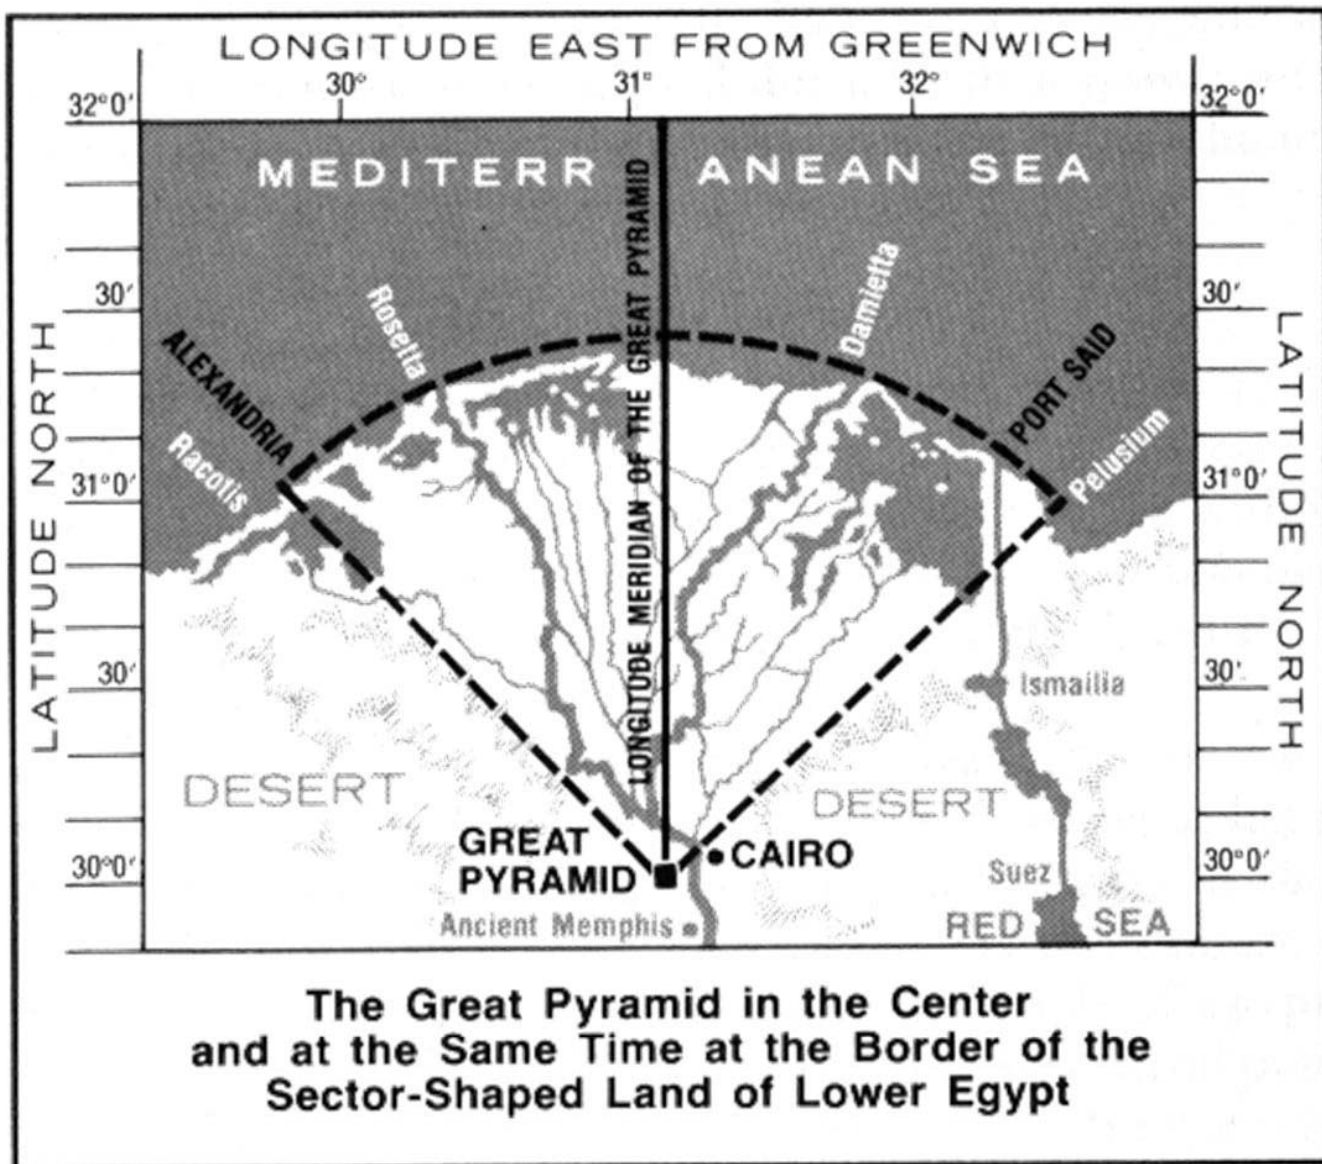 LONGITUDE EAST FROM GREENWICH
30° 31° 32°
32°0′ 32°0′
MEDITERR ANEAN SEA
LONGITUDE MERIDIAN OF THE GREAT PYRAMID
Rosetta
Damietta
30′ 30′
ALEXANDRIA
PORT SAID
Racotis
Pelusium
31°0′ 31°0′
LATITUDE NORTH
LATITUDE NORTH
30′ 30′
Ismailia
DESERT
DESERT
GREAT
PYRAMID
CAIRO
30°0′ 30°0′
Suez
Ancient Memphis
RED SEA
The Great Pyramid in the Center
and at the Same Time at the Border of the
Sector-Shaped Land of Lower Egypt